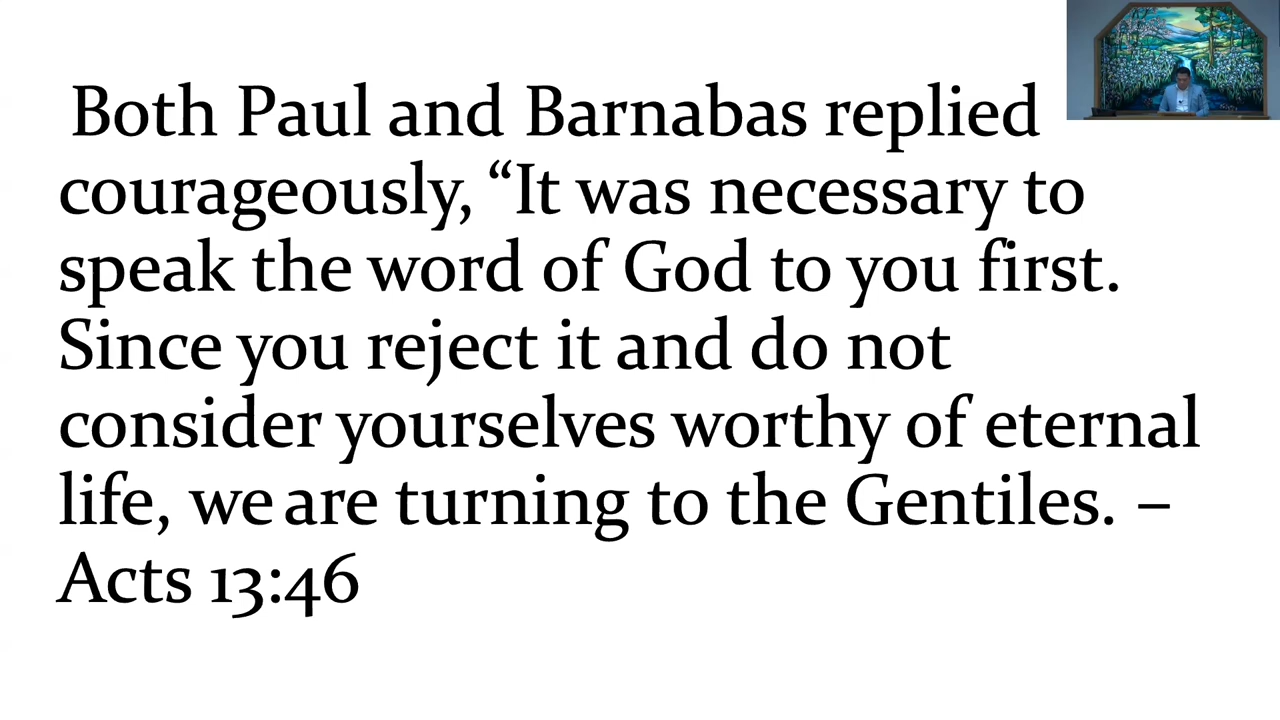 Both Paul and Barnabas replied
courageously, “It was necessary to
speak the word of God to you first.
Since you reject it and do not
consider yourselves worthy of eternal
life, we are turning to the Gentiles. –
Acts 13:46